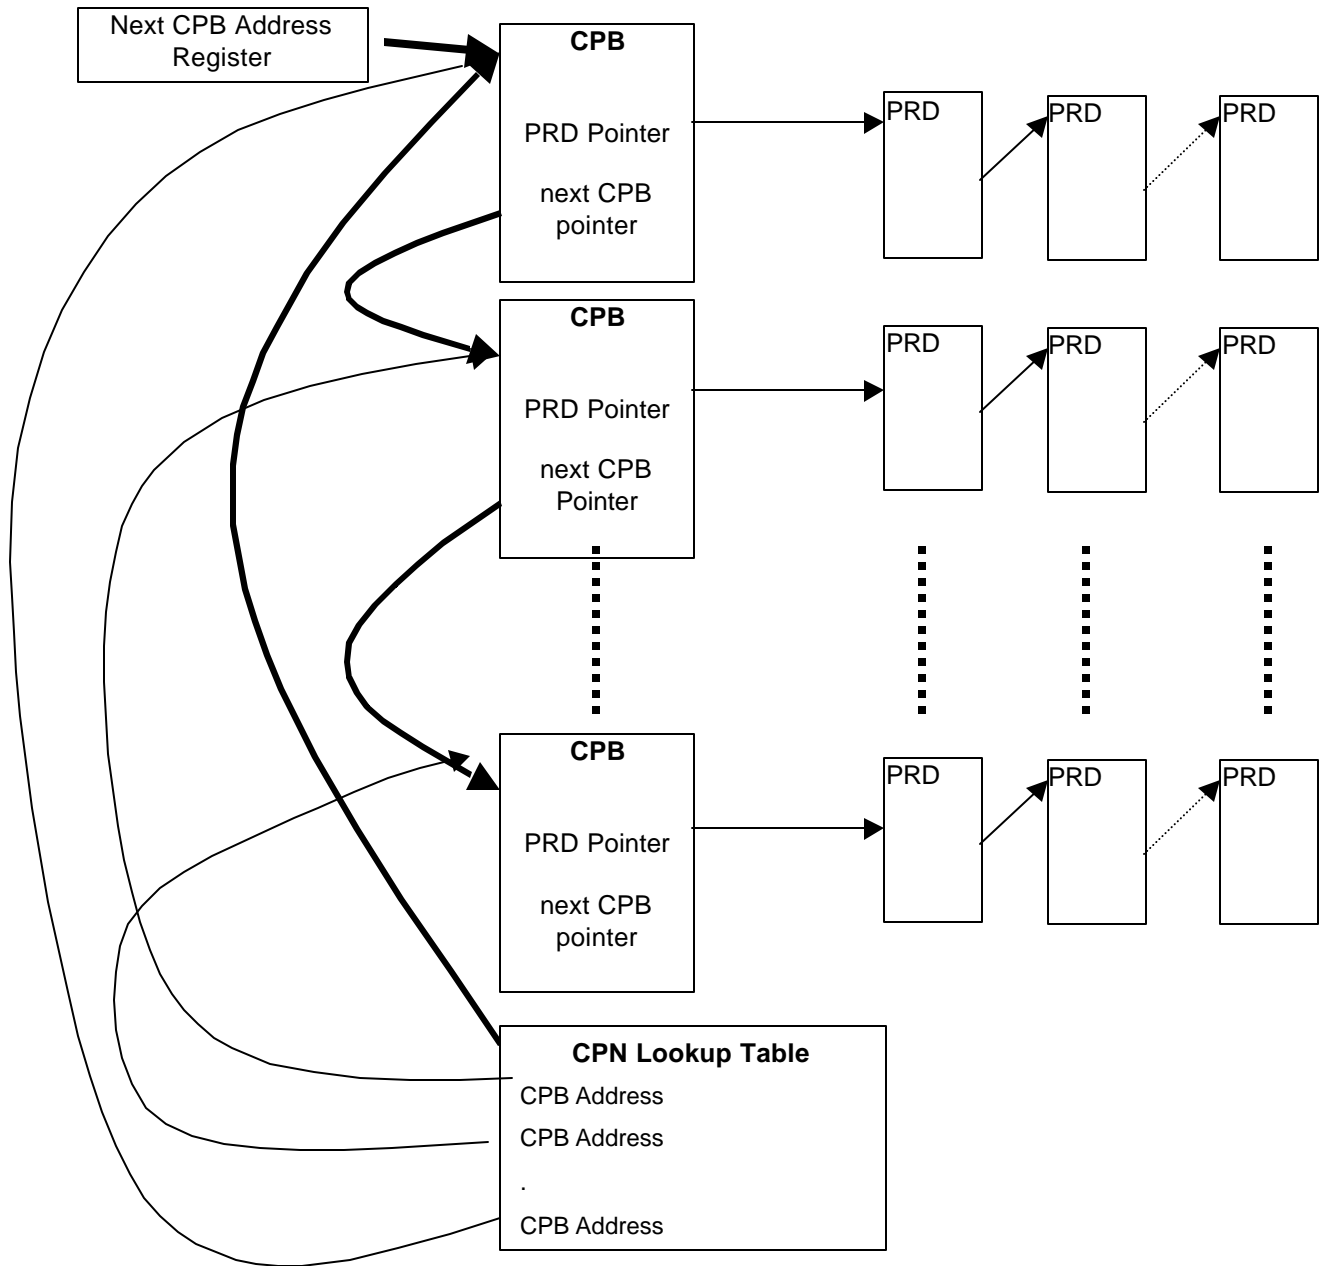 Next CPB Address
Register
CPB
PRD Pointer
next CPB
pointer
PRD
PRD
PRD
CPB
PRD Pointer
next CPB
Pointer
PRD
PRD
PRD
CPB
PRD Pointer
next CPB
pointer
PRD
PRD
PRD
CPN Lookup Table
CPB Address
CPB Address
.
CPB Address